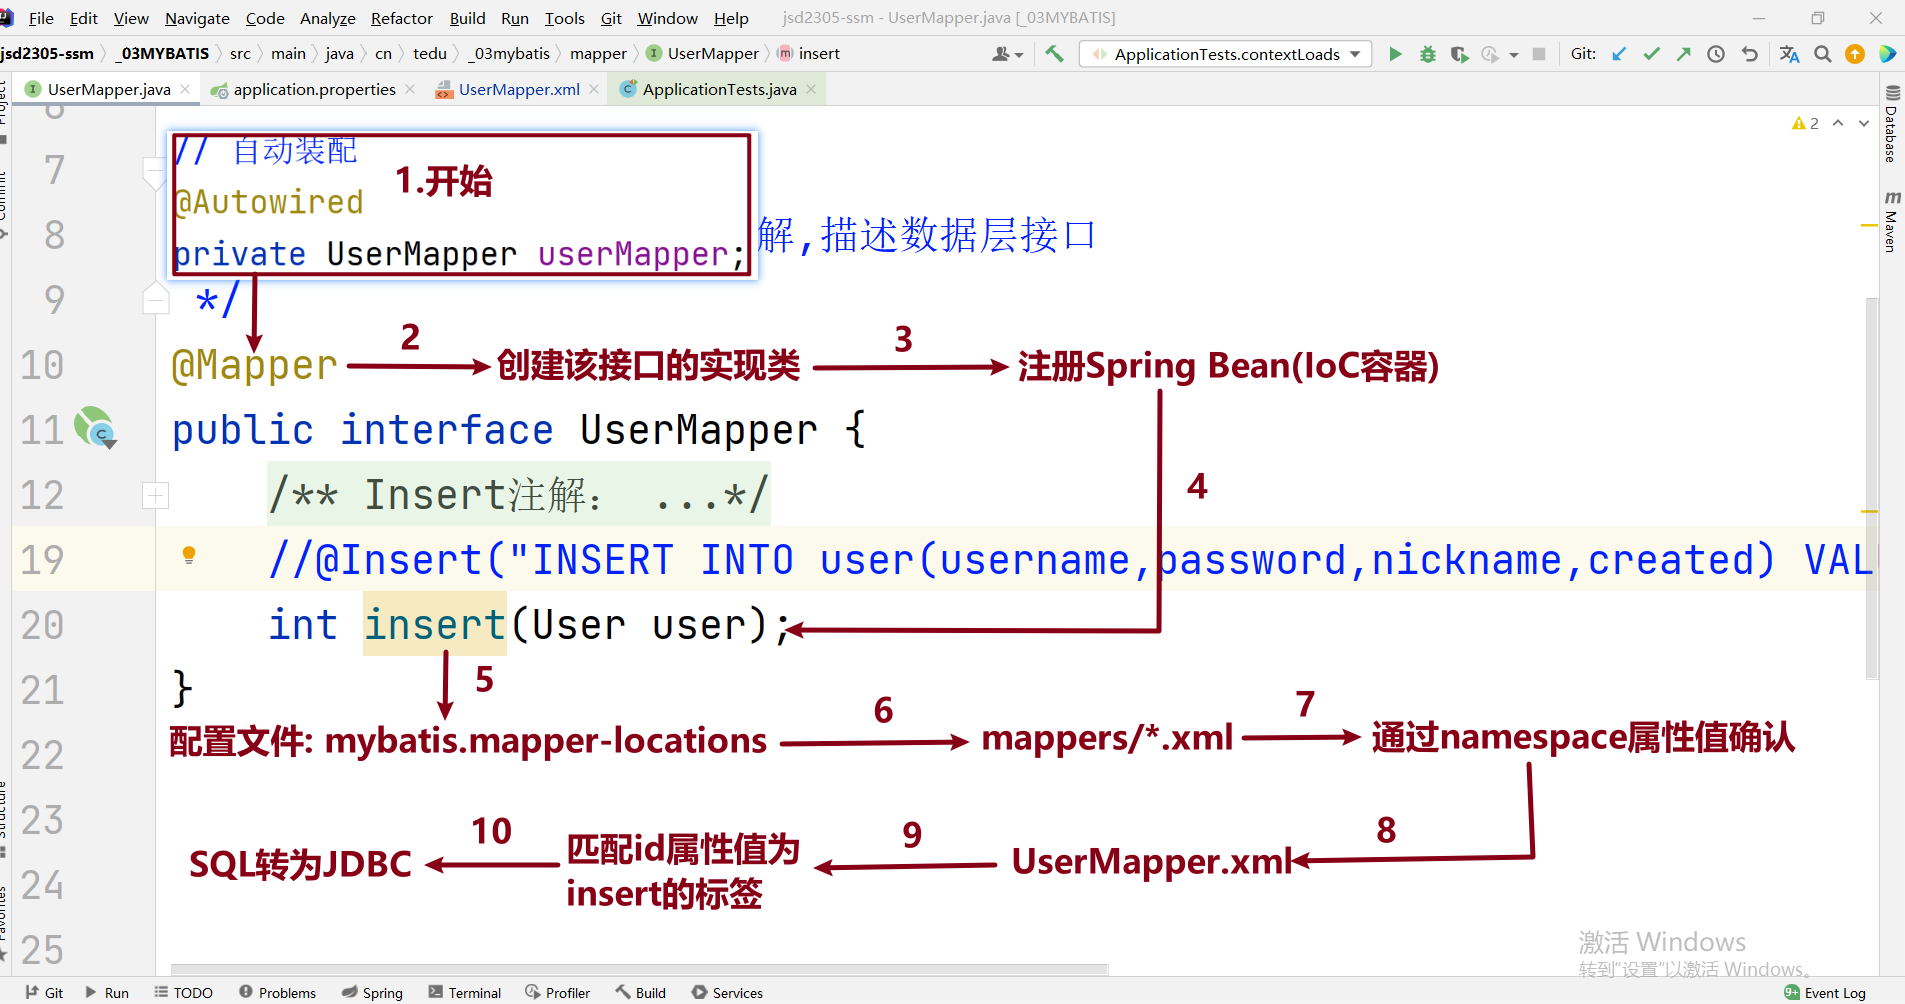 File Edit View Navigate Code Analyze Refactor Build Run Tools Git Window Help jsd2305-ssm - UserMapper.java [_03MYBATIS]
jsd2305-ssm _03MYBATIS src main java cn tedu _03mybatis mapper UserMapper insert ApplicationTests.contextLoads Git:
UserMapper.java application.properties UserMapper.xml ApplicationTests.java
2
6
// 自动装配
1.开始
7
@Autowired
8 解,描述数据层接口
private UserMapper userMapper;
9 */
2 3
10 @Mapper 创建该接口的实现类 注册Spring Bean(IoC容器)
11 public interface UserMapper {
4
12 /** Insert注解: ...*/
19 //@Insert("INSERT INTO user(username,password,nickname,created) VAL
20 int insert(User user);
21 }
5
6 7
22 配置文件: mybatis.mapper-locations mappers/*.xml 通过namespace属性值确认
23
10 9 8
SQL转为JDBC 匹配id属性值为 UserMapper.xml
24 insert的标签
25
激活 Windows
转到"设置"以激活 Windows。
Project
Commit
Structure
Favorites
Database
Maven
Git Run TODO Problems Spring Terminal Profiler Build Services 9+ Event Log